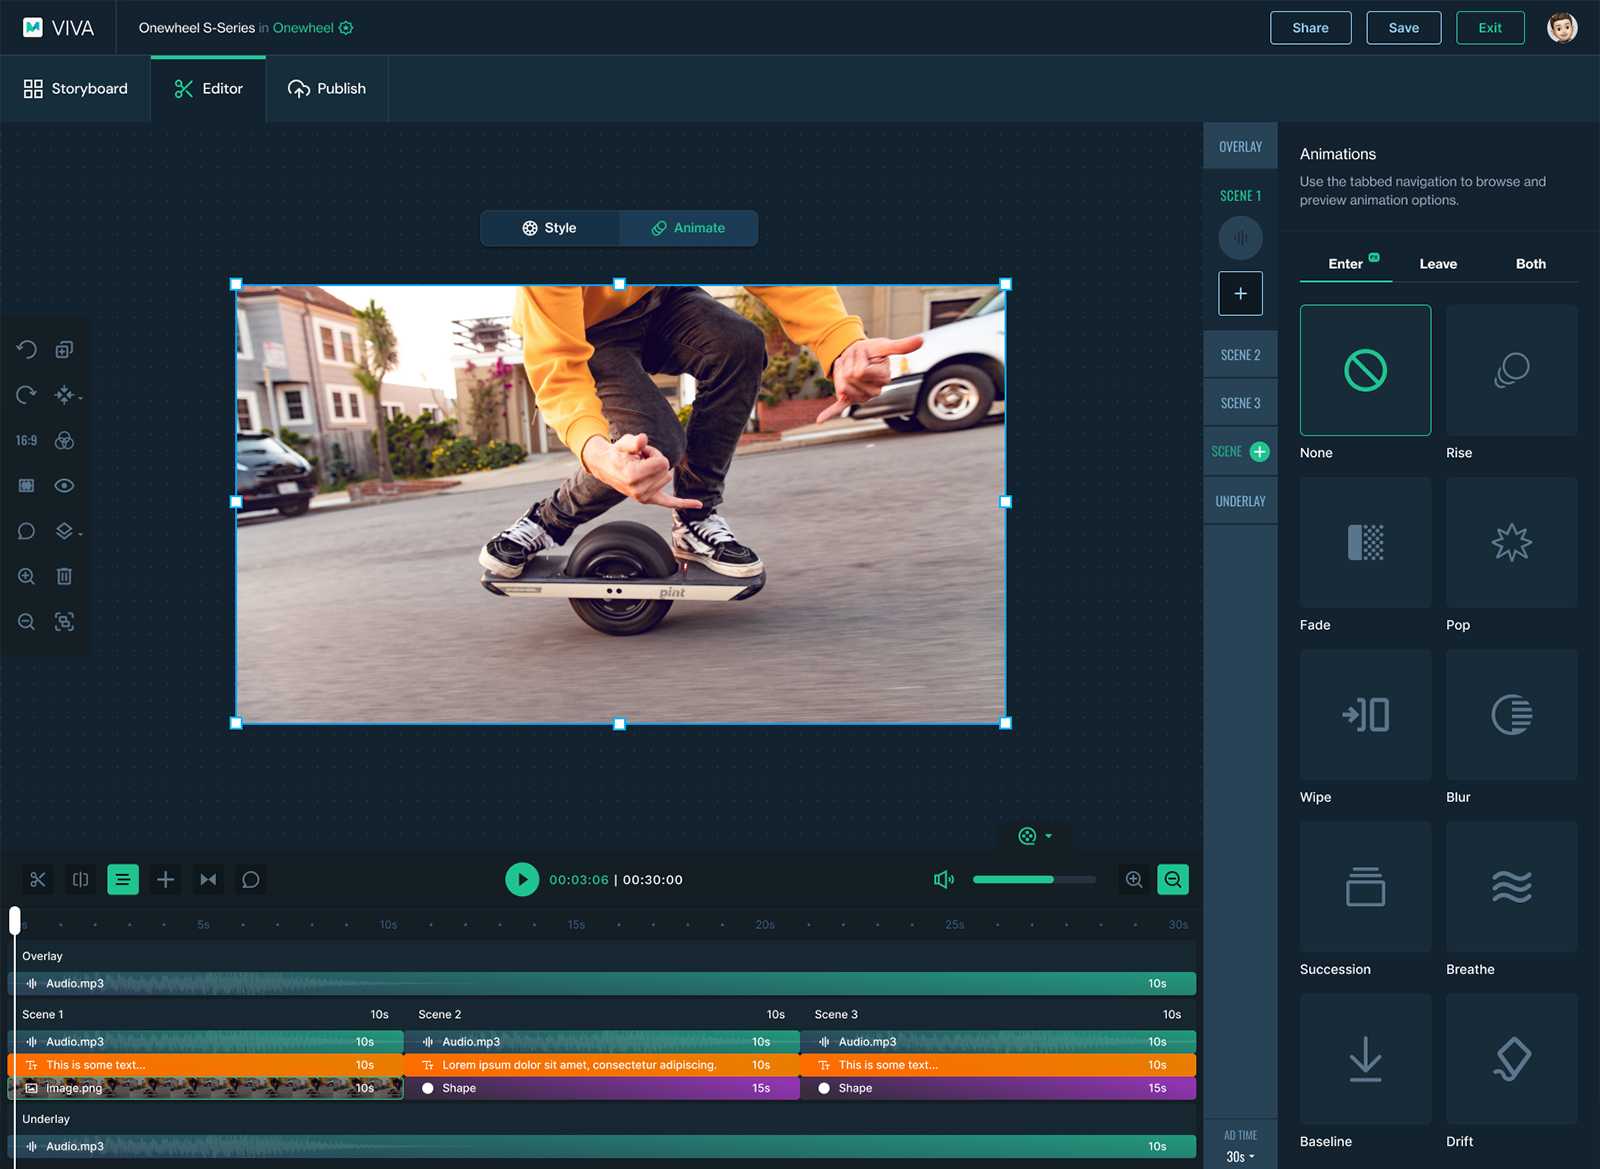 VIVA
Onewheel S-Series in Onewheel
Share
Save
Exit
Storyboard
Editor
Publish
Style
Animate
16:9
pint
OVERLAY
SCENE 1
SCENE 2
SCENE 3
SCENE
UNDERLAY
AD TIME
30s
Animations
Use the tabbed navigation to browse and
preview animation options.
Enter
Leave
Both
None
Rise
Fade
Pop
Wipe
Blur
Succession
Breathe
Baseline
Drift
00:03:06 | 00:30:00
5s 10s 15s 20s 25s 30s
Overlay
Audio.mp3 10s
Scene 1 10s Scene 2 10s Scene 3 10s
Audio.mp3 10s Audio.mp3 10s Audio.mp3 10s
This is some text... 10s Lorem ipsum dolor sit amet, consectetur adipiscing. 10s This is some text... 10s
Image.png 10s Shape 15s Shape 15s
Underlay
Audio.mp3 10s